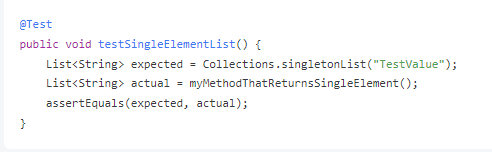 @Test
public void testSingleElementList() {
    List<String> expected = Collections.singletonList("TestValue");
    List<String> actual = myMethodThatReturnsSingleElement();
    assertEquals(expected, actual);
}